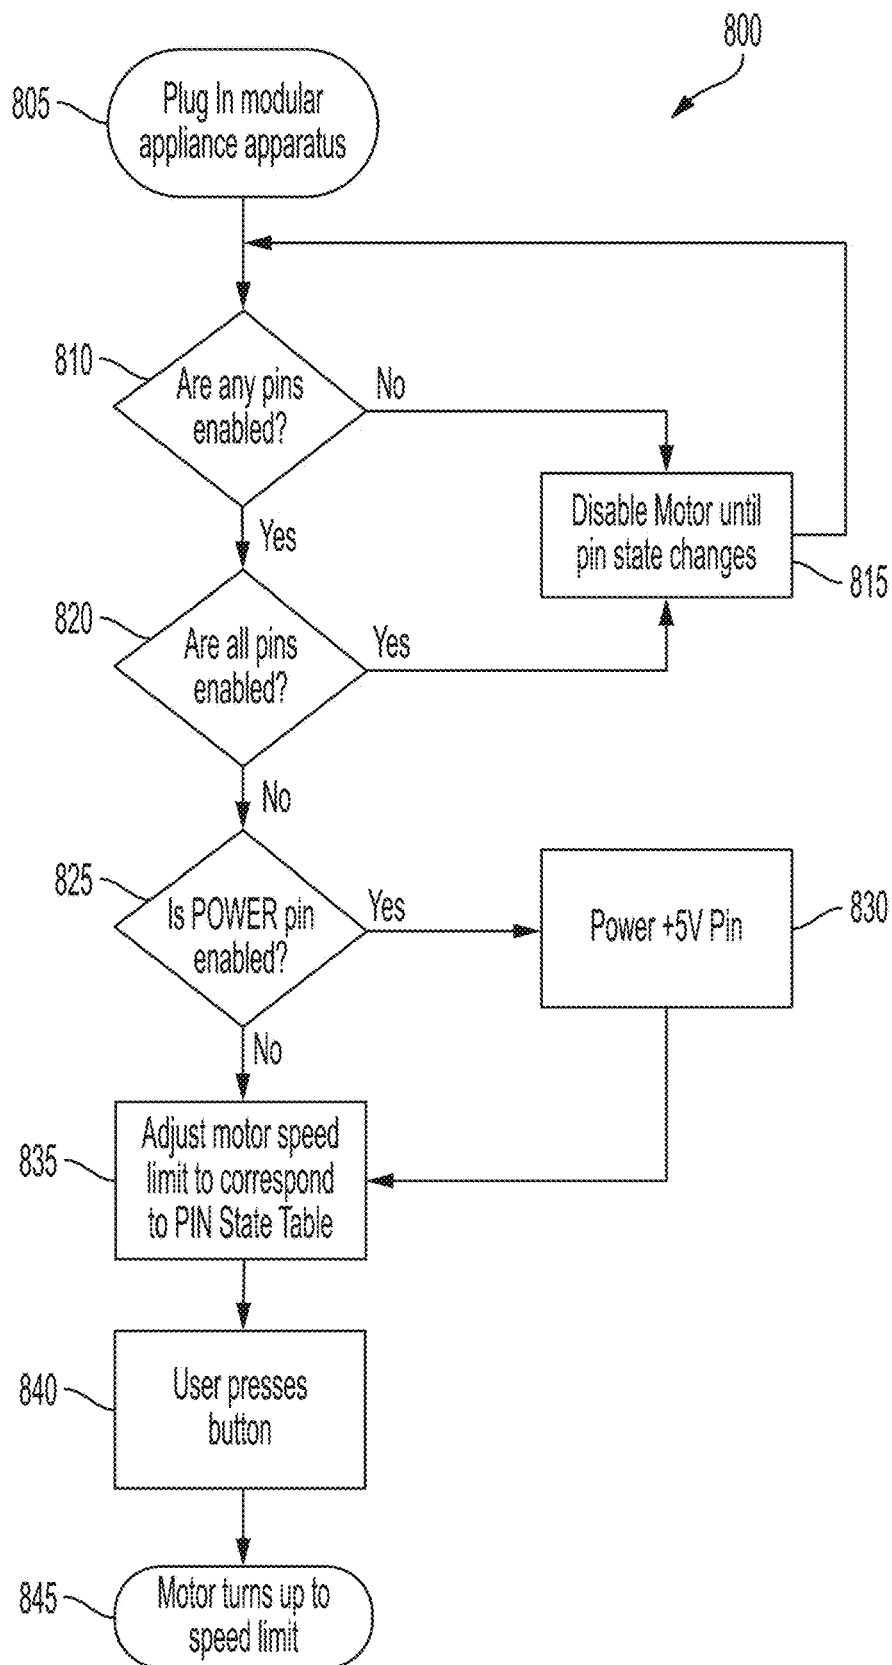 800
805
Plug In modular
appliance apparatus
810
Are any pins
enabled?
No
Yes
Disable Motor until
pin state changes
815
820
Are all pins
enabled?
Yes
No
825
Is POWER pin
enabled?
Yes
No
Power +5V Pin
830
835
Adjust motor speed
limit to correspond
to PIN State Table
840
User presses
button
845
Motor turns up to
speed limit